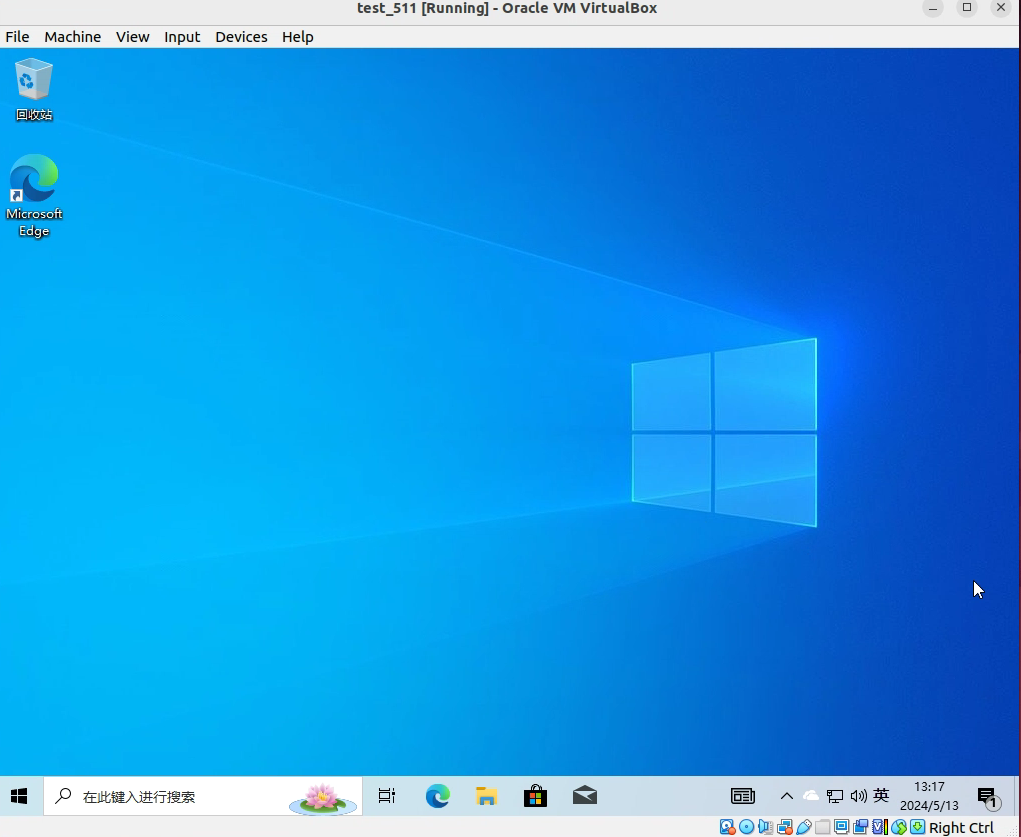 test_511 [Running] - Oracle VM VirtualBox
File Machine View Input Devices Help
回收站
Microsoft
Edge
在此键入进行搜索
英
13:17
2024/5/13
1
Right Ctrl